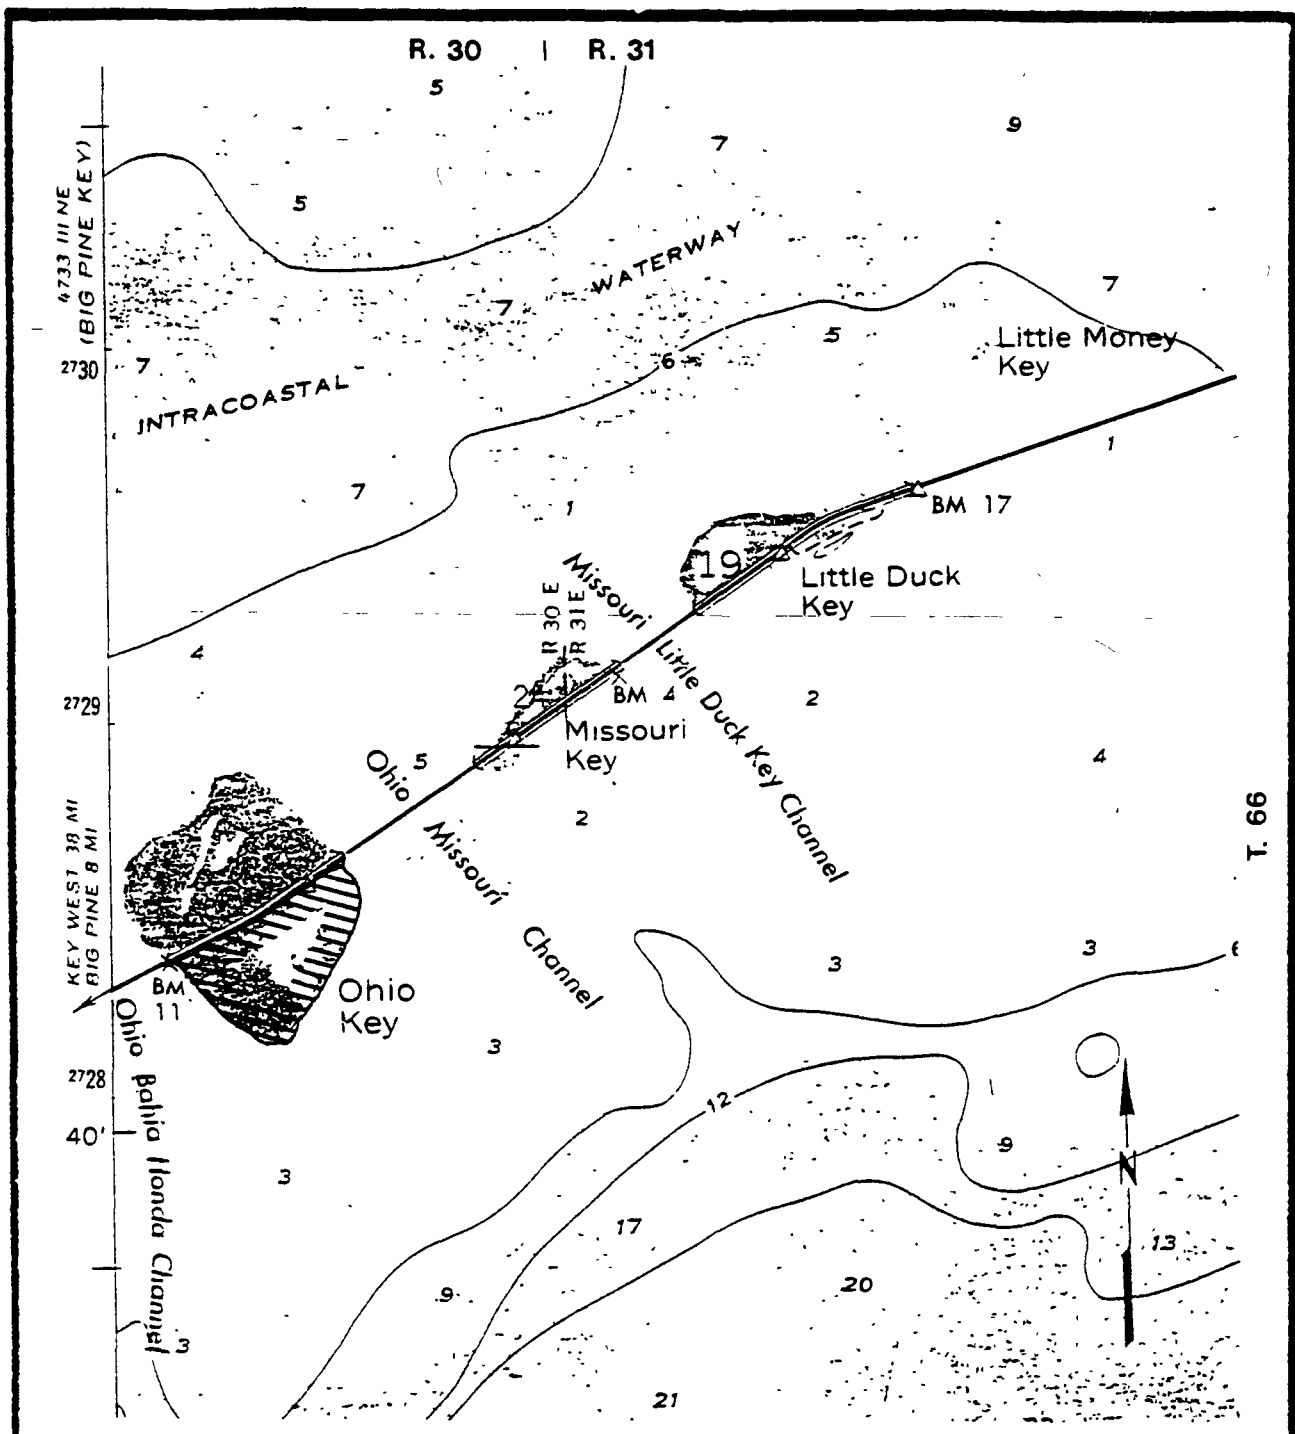 R. 30 | R. 31
5
9
7
4733 III NE
(BIG PINE KEY)
5
WATERWAY
7
7
5
Little Money
Key
6
2730
7
INTRACOASTAL
1
7
1
BM 17
19
Little Duck
Key
Missouri
R 30 E
R 31 E
4
Little Duck Key Channel
24
BM 4
2
2729
Missouri
Key
5
4
Ohio
2
T. 66
KEY WEST 38 MI
BIG PINE 8 MI
Missouri
Channel
3
3
6
BM
11
Ohio
Key
Ohio Bahia Honda Channel
3
2728
12
40'
9
N
3
17
13
20
9
3
21